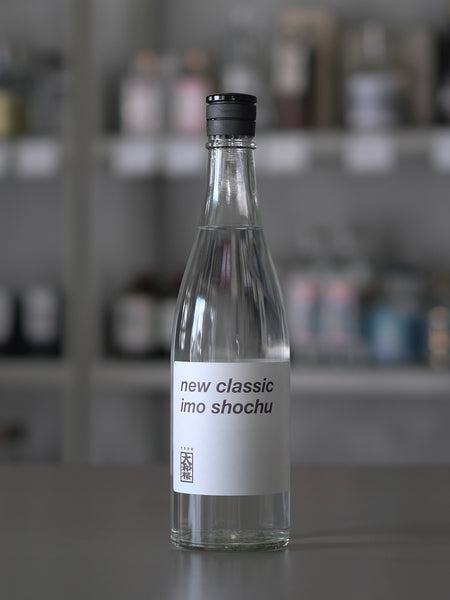 new classic
imo shochu
大和桜